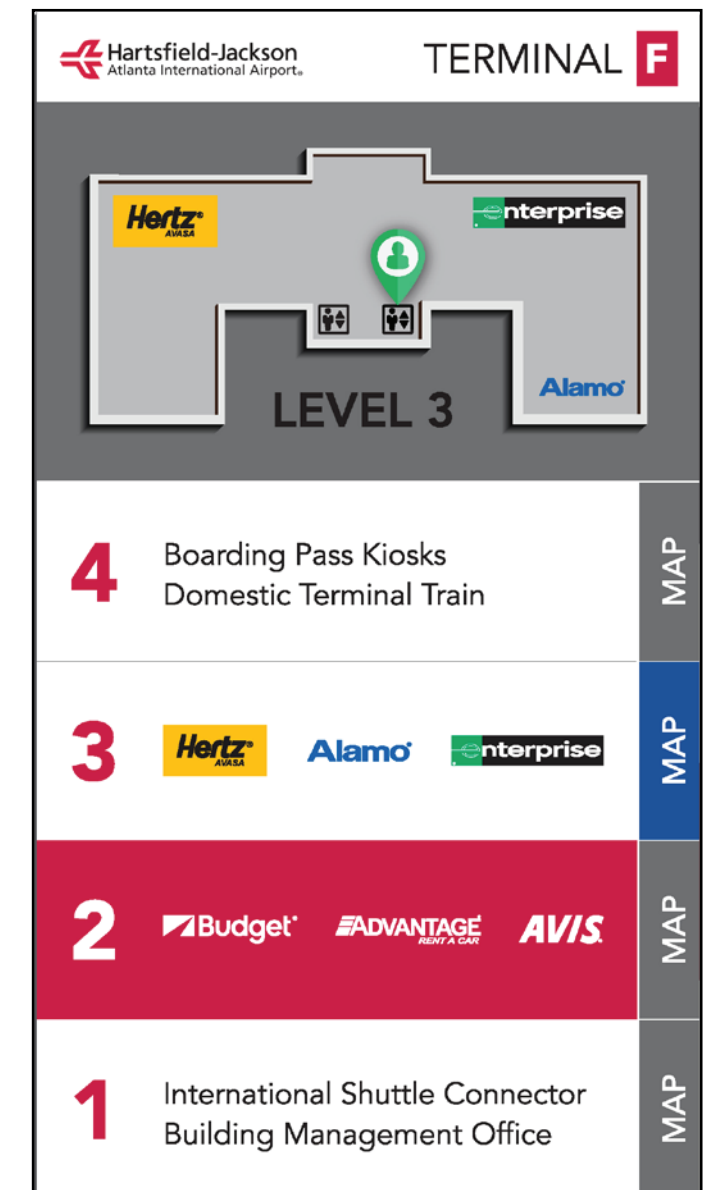 Hartsfield-Jackson
Atlanta International Airport®
TERMINAL F
Hertz®
AVASA
enterprise
Alamo®
LEVEL 3
4
Boarding Pass Kiosks
Domestic Terminal Train
MAP
3
Hertz®
AVASA
Alamo®
enterprise
MAP
2
Budget®
ADVANTAGE®
RENT A CAR
AVIS®
MAP
1
International Shuttle Connector
Building Management Office
MAP